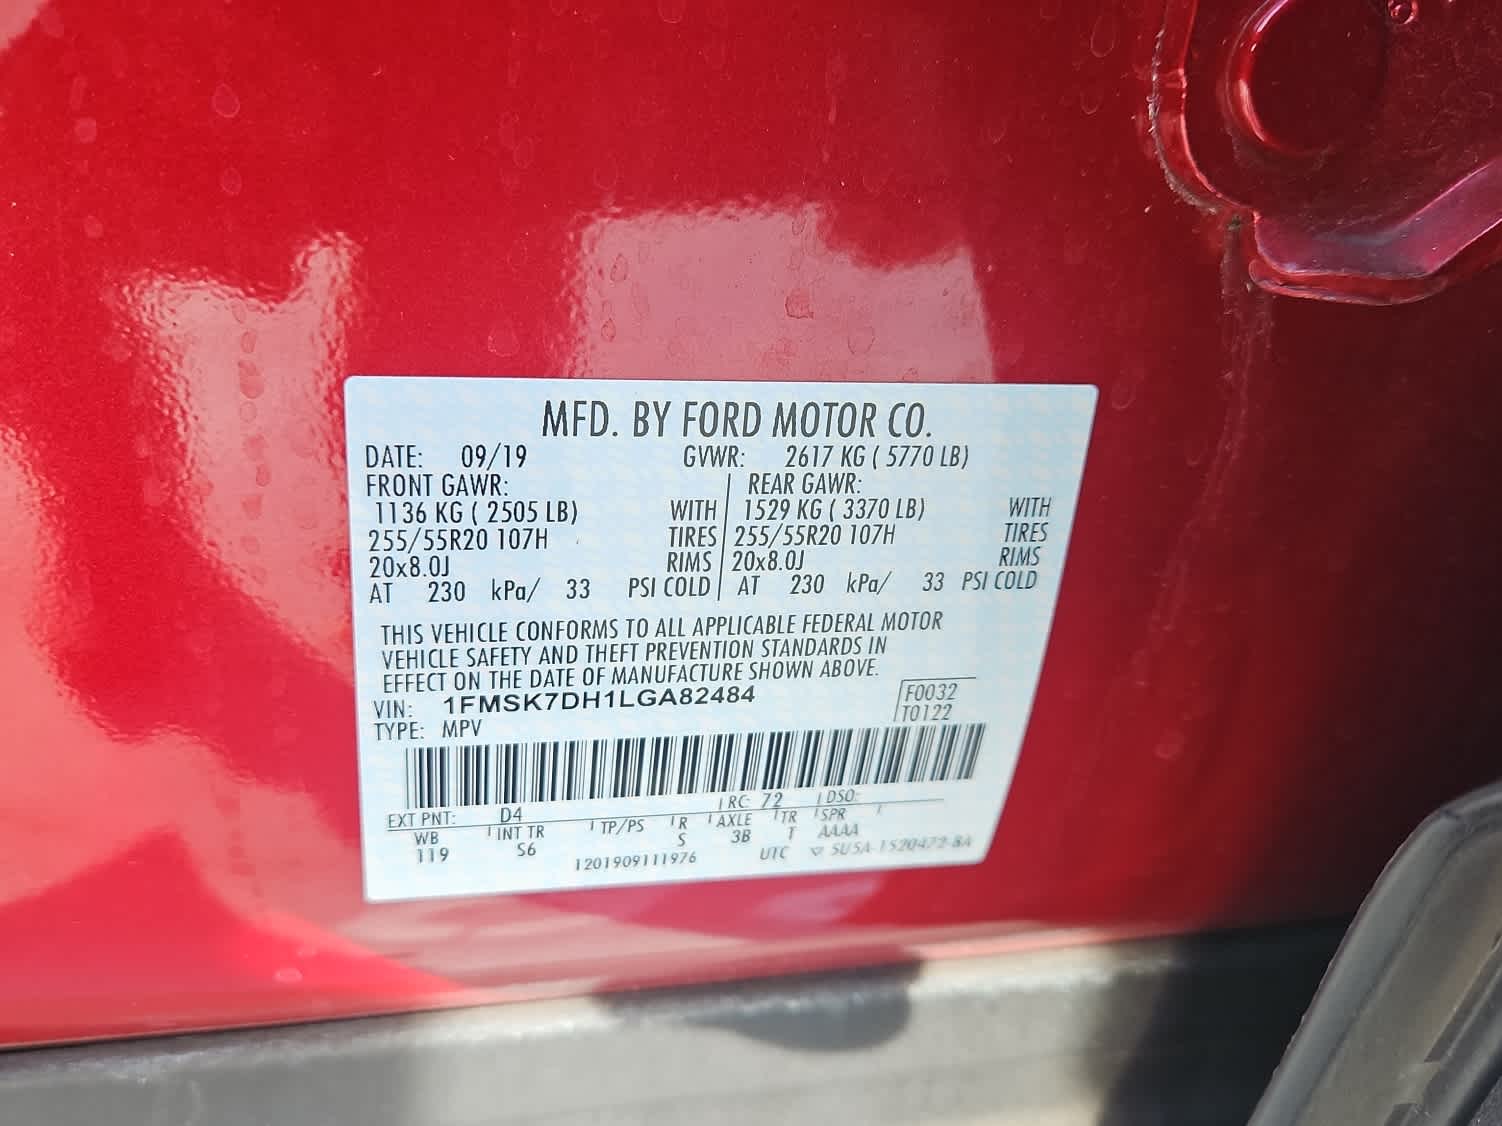 MFD. BY FORD MOTOR CO.
DATE: 09/19 GVWR: 2617 KG ( 5770 LB)
FRONT GAWR: REAR GAWR:
1136 KG ( 2505 LB) WITH 1529 KG ( 3370 LB) WITH
255/55R20 107H TIRES 255/55R20 107H TIRES
20x8.0J RIMS 20x8.0J RIMS
AT 230 kPa/ 33 PSI COLD AT 230 kPa/ 33 PSI COLD
THIS VEHICLE CONFORMS TO ALL APPLICABLE FEDERAL MOTOR
VEHICLE SAFETY AND THEFT PREVENTION STANDARDS IN
EFFECT ON THE DATE OF MANUFACTURE SHOWN ABOVE.
VIN: 1FMSK7DH1LGA82484 F0032
TYPE: MPV T0122
EXT PNT: D4 RC: 72 DSO:
WB INT TR TP/PS R AXLE TR SPR
119 S6 S 3B T AAAA
1201909111976 UTC 5U5A-1520472-BA